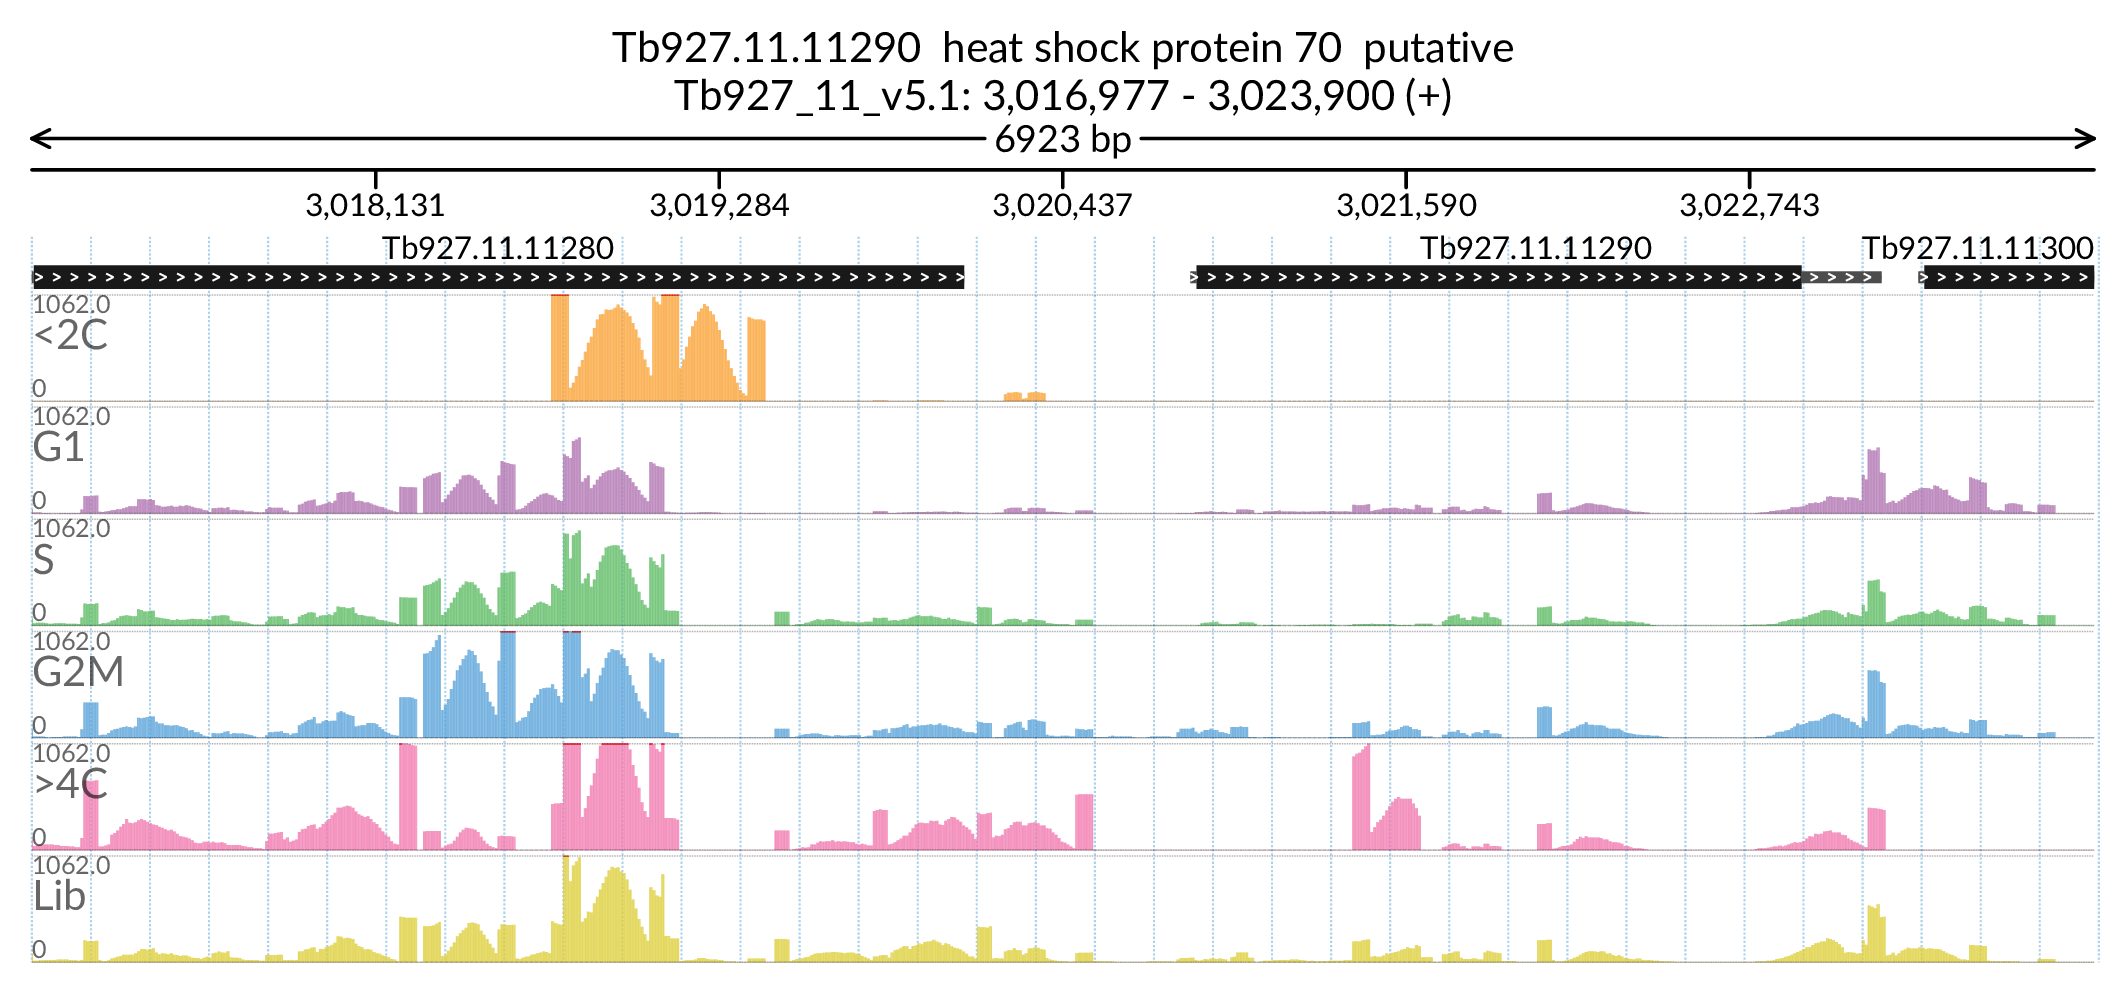 Tb927.11.11290  heat shock protein 70  putative
Tb927_11_v5.1: 3,016,977 - 3,023,900 (+)
6923 bp
3,018,131 3,019,284 3,020,437 3,021,590 3,022,743
Tb927.11.11280 Tb927.11.11290 Tb927.11.11300
1062.0
<2C
0
1062.0
G1
0
1062.0
S
0
1062.0
G2M
0
1062.0
>4C
0
1062.0
Lib
0